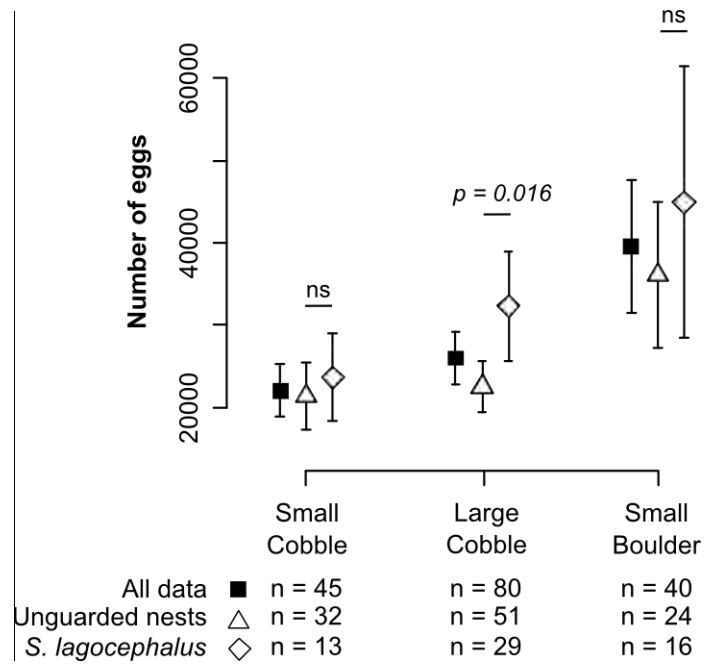 ns
60000
p = 0.016
Number of eggs
40000
ns
20000
Small Cobble
Large Cobble
Small Boulder
All data n = 45 n = 80 n = 40
Unguarded nests n = 32 n = 51 n = 24
S. lagocephalus n = 13 n = 29 n = 16